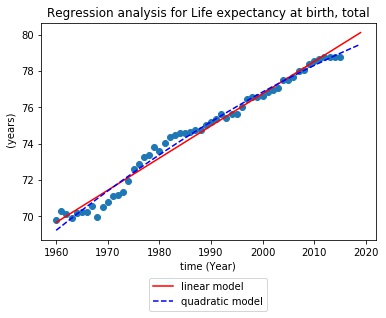 Regression analysis for Life expectancy at birth, total
80
78
76
74
72
70
(years)
1960 1970 1980 1990 2000 2010 2020
time (Year)
linear model
quadratic model